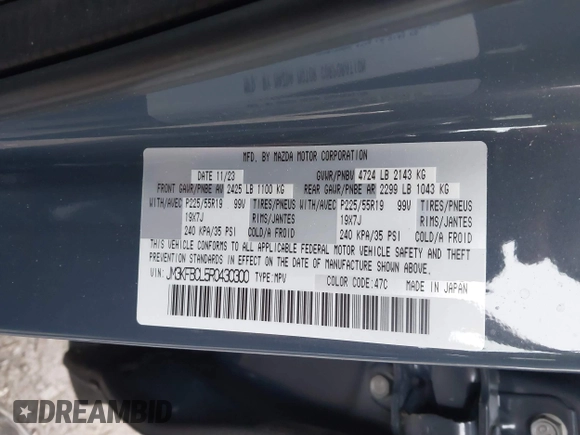 MFD. BY MAZDA MOTOR CORPORATION
DATE 11/23 GVWR/PNBV 4724 LB 2143 KG
FRONT GAWR/PNBE AV 2425 LB 1100 KG REAR GAWR/PNBE AR 2299 LB 1043 KG
WITH/AVEC P225/55R19 99V TIRES/PNEUS WITH/AVEC P225/55R19 99V TIRES/PNEUS
19X7J RIMS/JANTES 19X7J RIMS/JANTES
240 KPA/35 PSI COLD/A FROID 240 KPA/35 PSI COLD/A FROID
THIS VEHICLE CONFORMS TO ALL APPLICABLE FEDERAL MOTOR VEHICLE SAFETY, BUMPER, AND THEFT PREVENTION STANDARDS
IN EFFECT ON THE DATE OF MANUFACTURE SHOWN ABOVE.
VIN: JM3KFBCL5R0430300 TYPE:MPV COLOR CODE:47C MADE IN JAPAN
DREAMBID